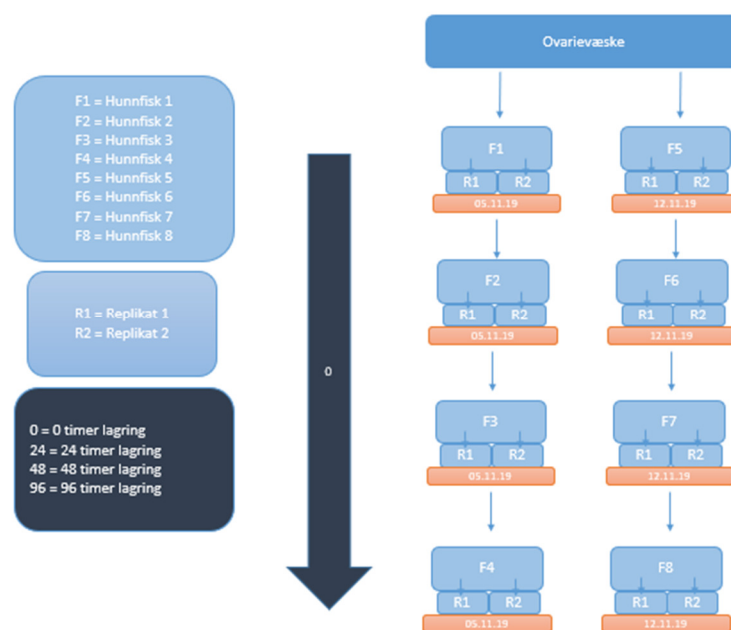 Ovarievæske
F1 = Hunnfisk 1
F2 = Hunnfisk 2
F3 = Hunnfisk 3
F4 = Hunnfisk 4
F5 = Hunnfisk 5
F6 = Hunnfisk 6
F7 = Hunnfisk 7
F8 = Hunnfisk 8
R1 = Replikat 1
R2 = Replikat 2
0 = 0 timer lagring
24 = 24 timer lagring
48 = 48 timer lagring
96 = 96 timer lagring
0
F1
R1 R2
05.11.19
F5
R1 R2
12.11.19
F2
R1 R2
05.11.19
F6
R1 R2
12.11.19
F3
R1 R2
05.11.19
F7
R1 R2
12.11.19
F4
R1 R2
05.11.19
F8
R1 R2
12.11.19